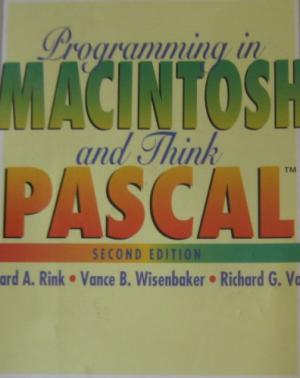 Programming in
MACINTOSH
and Think
PASCAL™
SECOND EDITION
ard A. Rink • Vance B. Wisenbaker • Richard G. Va